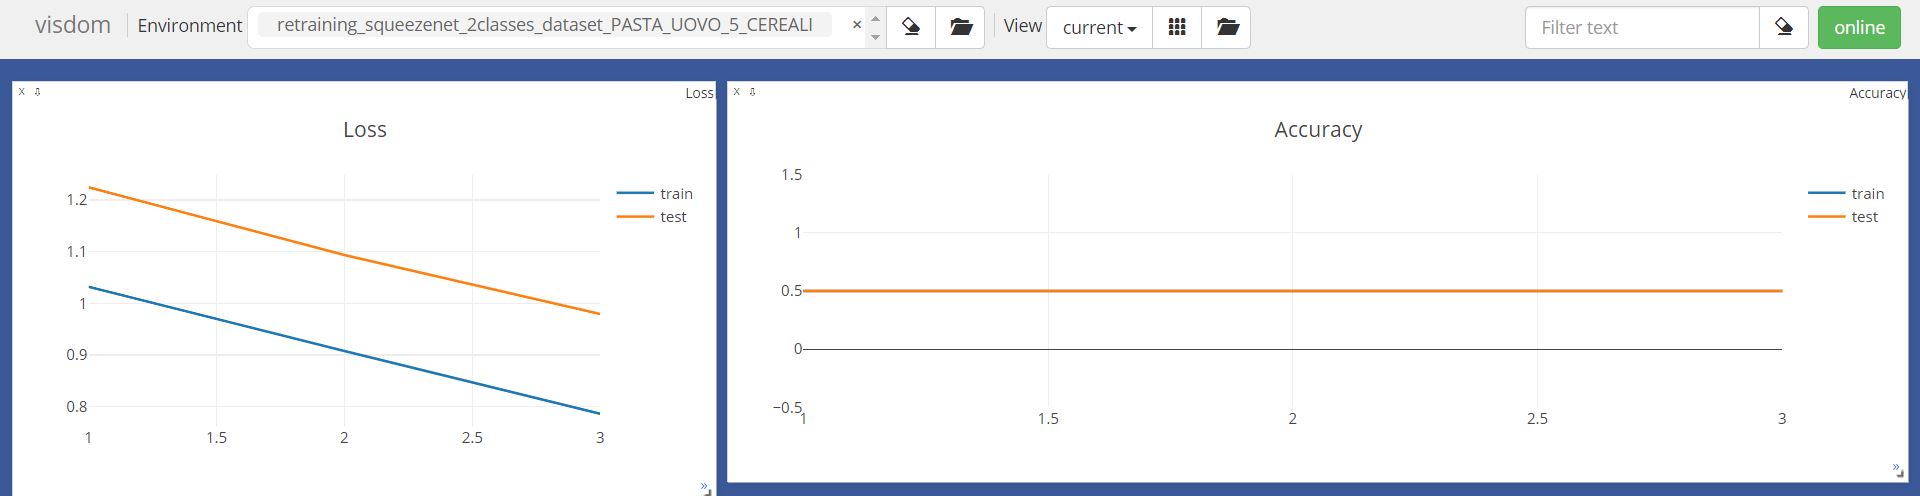 visdom Environment retraining_squeezenet_2classes_dataset_PASTA_UOVO_5_CEREALI × View current Filter text online
X Loss
Loss
1.2
1.1
1
0.9
0.8
1 1.5 2 2.5 3
train
test
X Accuracy
Accuracy
1.5
1
0.5
0
−0.5
1 1.5 2 2.5 3
train
test